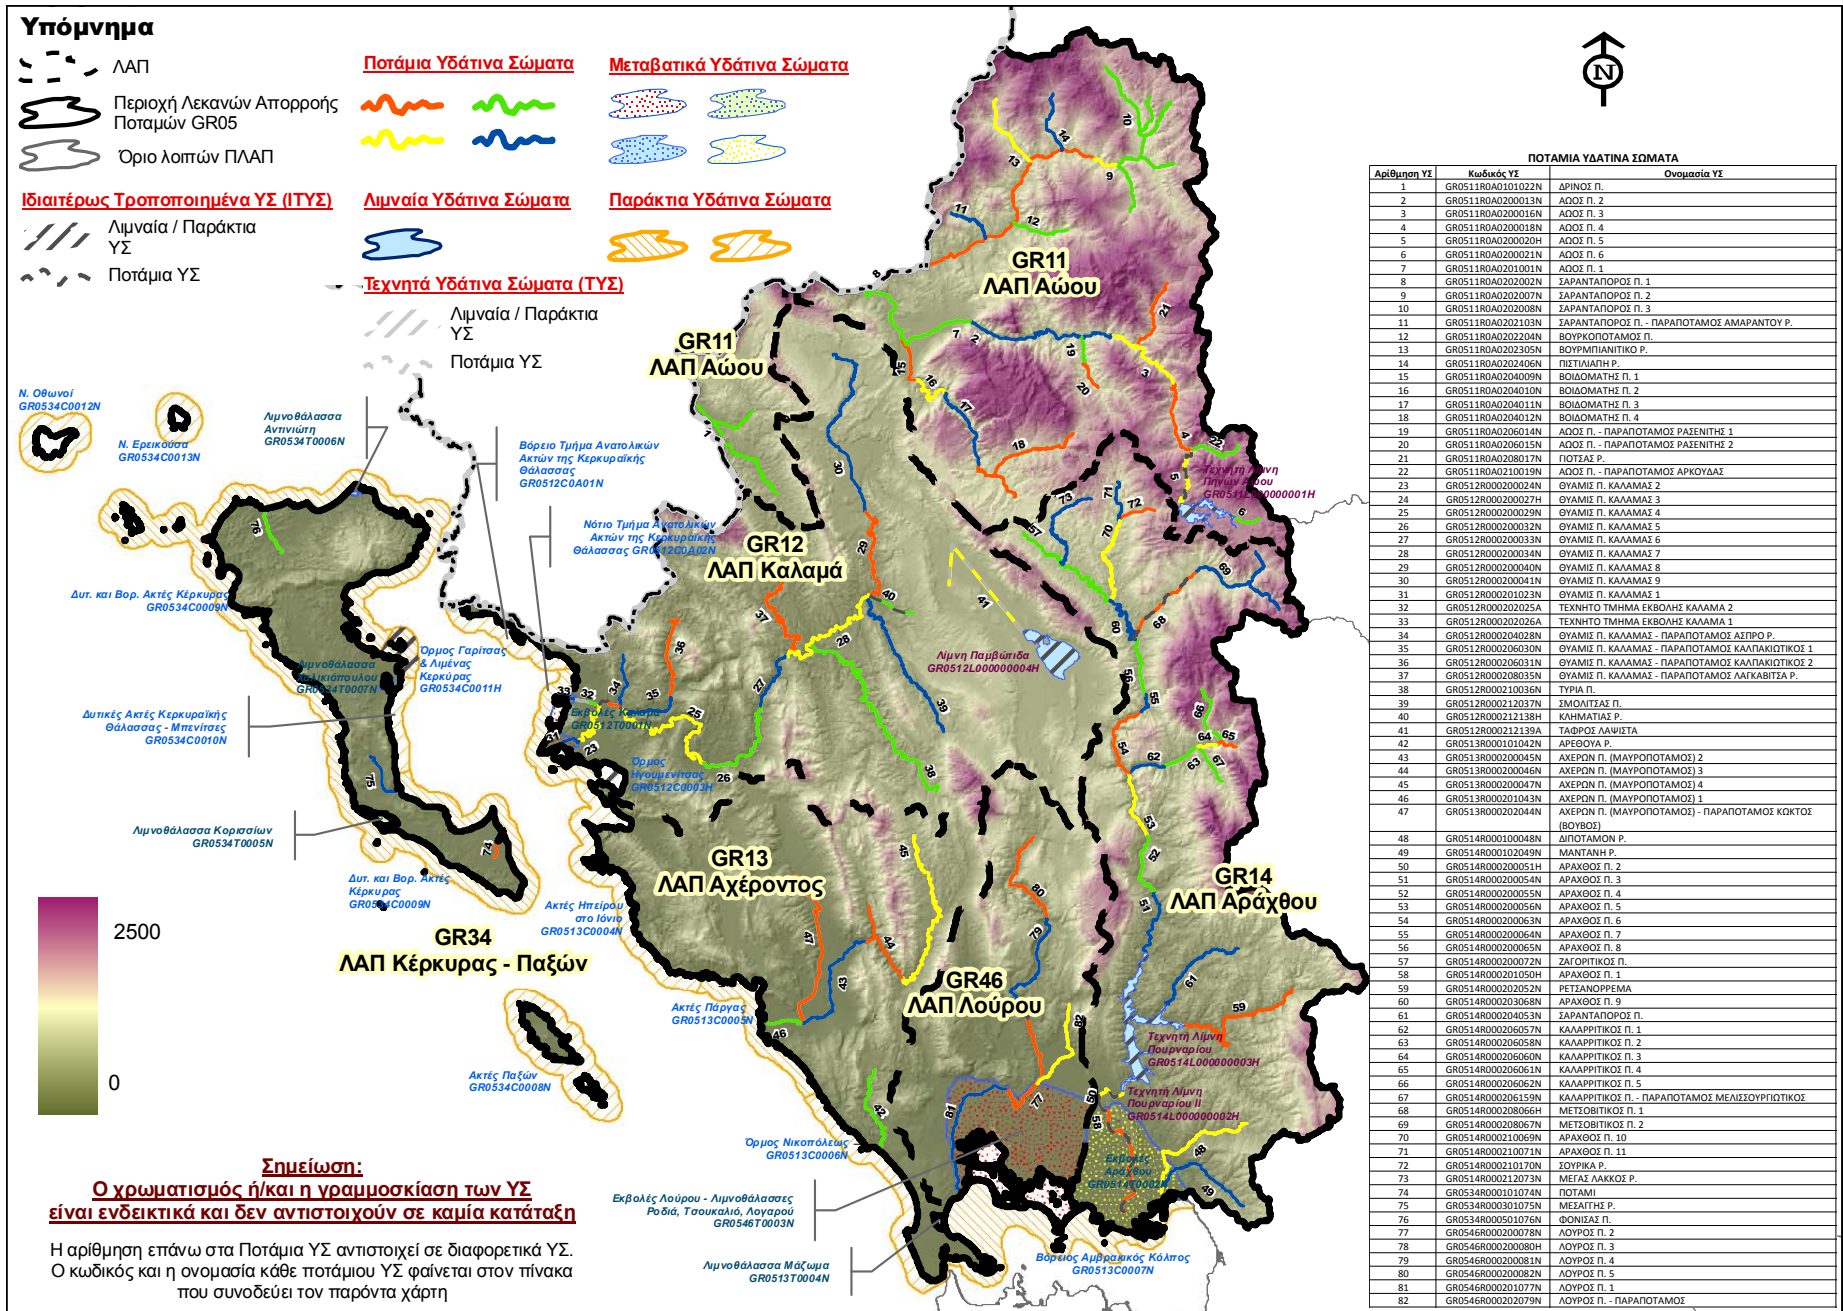 Υπόμνημα
ΛΑΠ
Περιοχή Λεκανών Απορροής
Ποταμών GR05
Όριο λοιπών ΠΛΑΠ
Ιδιαιτέρως Τροποποιημένα ΥΣ (ΙΤΥΣ)
Λιμναία / Παράκτια
ΥΣ
Ποτάμια ΥΣ
Ποτάμια Υδάτινα Σώματα
Μεταβατικά Υδάτινα Σώματα
Λιμναία Υδάτινα Σώματα
Παράκτια Υδάτινα Σώματα
Τεχνητά Υδάτινα Σώματα (ΤΥΣ)
Λιμναία / Παράκτια
ΥΣ
Ποτάμια ΥΣ
N
Ν. Οθωνοί
GR0534C0012N
Ν. Ερεικούσα
GR0534C0013N
Λιμνοθάλασσα
Αντινιώτη
GR0534T0006N
Βόρειο Τμήμα Ανατολικών
Ακτών της Κερκυραϊκής
Θάλασσας
GR0512C0A01N
Νότιο Τμήμα Ανατολικών
Ακτών της Κερκυραϊκής
Θάλασσας GR0512C0A02N
Δυτ. και Βορ. Ακτές Κέρκυρας
GR0534C0009N
Όρμος Γαρίτσας
& Λιμένας
Κερκύρας
GR0534C0011H
Λιμνοθάλασσα
Χαλικιόπουλου
GR0534T0007N
Δυτικές Ακτές Κερκυραϊκής
Θάλασσας - Μπενίτσες
GR0534C0010N
Λιμνοθάλασσα Κορισσίων
GR0534T0005N
Δυτ. και Βορ. Ακτές
Κέρκυρας
GR0534C0009N
Εκβολές Καλαμά
GR0512T0001N
Όρμος
Ηγουμενίτσας
GR0512C0003H
Ακτές Ηπείρου
στο Ιόνιο
GR0513C0004N
Ακτές Πάργας
GR0513C0005N
Ακτές Παξών
GR0534C0008N
Όρμος Νικοπόλεως
GR0513C0006N
Εκβολές Λούρου - Λιμνοθάλασσες
Ροδιά, Τσουκαλιό, Λογαρού
GR0546T0003N
Λιμνοθάλασσα Μάζωμα
GR0513T0004N
Βόρειος Αμβρακικός Κόλπος
GR0513C0007N
Εκβολές
Αράχθου
GR0514T0002N
Τεχνητή Λίμνη
Πουρναρίου
GR0514L000000003H
Τεχνητή Λίμνη
Πουρναρίου ΙΙ
GR0514L000000002H
Λίμνη Παμβώτιδα
GR0512L000000004H
Τεχνητή Λίμνη
Πηγών Αώου
GR0511L000000001H
GR11
ΛΑΠ Αώου
GR11
ΛΑΠ Αώου
GR12
ΛΑΠ Καλαμά
GR13
ΛΑΠ Αχέροντος
GR14
ΛΑΠ Αράχθου
GR46
ΛΑΠ Λούρου
GR34
ΛΑΠ Κέρκυρας - Παξών
2500
0
Σημείωση:
Ο χρωματισμός ή/και η γραμμοσκίαση των ΥΣ
είναι ενδεικτικά και δεν αντιστοιχούν σε καμία κατάταξη
Η αρίθμηση επάνω στα Ποτάμια ΥΣ αντιστοιχεί σε διαφορετικά ΥΣ.
Ο κωδικός και η ονομασία κάθε ποτάμιου ΥΣ φαίνεται στον πίνακα
που συνοδεύει τον παρόντα χάρτη
ΠΟΤΑΜΙΑ ΥΔΑΤΙΝΑ ΣΩΜΑΤΑ
Αρίθμηση ΥΣ Κωδικός ΥΣ Ονομασία ΥΣ
1 GR0511R0A0101022N ΔΡΙΝΟΣ Π.
2 GR0511R0A0200013N ΑΩΟΣ Π. 2
3 GR0511R0A0200016N ΑΩΟΣ Π. 3
4 GR0511R0A0200018N ΑΩΟΣ Π. 4
5 GR0511R0A0200020H ΑΩΟΣ Π. 5
6 GR0511R0A0200021N ΑΩΟΣ Π. 6
7 GR0511R0A0201001N ΑΩΟΣ Π. 1
8 GR0511R0A0202002N ΣΑΡΑΝΤΑΠΟΡΟΣ Π. 1
9 GR0511R0A0202007N ΣΑΡΑΝΤΑΠΟΡΟΣ Π. 2
10 GR0511R0A0202008N ΣΑΡΑΝΤΑΠΟΡΟΣ Π. 3
11 GR0511R0A0202103N ΣΑΡΑΝΤΑΠΟΡΟΣ Π. - ΠΑΡΑΠΟΤΑΜΟΣ ΑΜΑΡΑΝΤΟΥ Ρ.
12 GR0511R0A0202204N ΒΟΥΡΚΟΠΟΤΑΜΟΣ Π.
13 GR0511R0A0202305N ΒΟΥΡΜΠΙΑΝΙΤΙΚΟ Ρ.
14 GR0511R0A0202406N ΠΙΣΤΙΛΙΑΠΗ Ρ.
15 GR0511R0A0204009N ΒΟΙΔΟΜΑΤΗΣ Π. 1
16 GR0511R0A0204010N ΒΟΙΔΟΜΑΤΗΣ Π. 2
17 GR0511R0A0204011N ΒΟΙΔΟΜΑΤΗΣ Π. 3
18 GR0511R0A0204012N ΒΟΙΔΟΜΑΤΗΣ Π. 4
19 GR0511R0A0206014N ΑΩΟΣ Π. - ΠΑΡΑΠΟΤΑΜΟΣ ΡΑΣΕΝΙΤΗΣ 1
20 GR0511R0A0206015N ΑΩΟΣ Π. - ΠΑΡΑΠΟΤΑΜΟΣ ΡΑΣΕΝΙΤΗΣ 2
21 GR0511R0A0208017N ΓΙΟΤΣΑΣ Ρ.
22 GR0511R0A0210019N ΑΩΟΣ Π. - ΠΑΡΑΠΟΤΑΜΟΣ ΑΡΚΟΥΔΑΣ
23 GR0512R000200024N ΘΥΑΜΙΣ Π. ΚΑΛΑΜΑΣ 2
24 GR0512R000200027H ΘΥΑΜΙΣ Π. ΚΑΛΑΜΑΣ 3
25 GR0512R000200029N ΘΥΑΜΙΣ Π. ΚΑΛΑΜΑΣ 4
26 GR0512R000200032N ΘΥΑΜΙΣ Π. ΚΑΛΑΜΑΣ 5
27 GR0512R000200033N ΘΥΑΜΙΣ Π. ΚΑΛΑΜΑΣ 6
28 GR0512R000200034N ΘΥΑΜΙΣ Π. ΚΑΛΑΜΑΣ 7
29 GR0512R000200040N ΘΥΑΜΙΣ Π. ΚΑΛΑΜΑΣ 8
30 GR0512R000200041N ΘΥΑΜΙΣ Π. ΚΑΛΑΜΑΣ 9
31 GR0512R000201023N ΘΥΑΜΙΣ Π. ΚΑΛΑΜΑΣ 1
32 GR0512R000202025A ΤΕΧΝΗΤΟ ΤΜΗΜΑ ΕΚΒΟΛΗΣ ΚΑΛΑΜΑ 2
33 GR0512R000202026A ΤΕΧΝΗΤΟ ΤΜΗΜΑ ΕΚΒΟΛΗΣ ΚΑΛΑΜΑ 1
34 GR0512R000204028N ΘΥΑΜΙΣ Π. ΚΑΛΑΜΑΣ - ΠΑΡΑΠΟΤΑΜΟΣ ΑΣΠΡΟ Ρ.
35 GR0512R000206030N ΘΥΑΜΙΣ Π. ΚΑΛΑΜΑΣ - ΠΑΡΑΠΟΤΑΜΟΣ ΚΑΛΠΑΚΙΩΤΙΚΟΣ 1
36 GR0512R000206031N ΘΥΑΜΙΣ Π. ΚΑΛΑΜΑΣ - ΠΑΡΑΠΟΤΑΜΟΣ ΚΑΛΠΑΚΙΩΤΙΚΟΣ 2
37 GR0512R000208035N ΘΥΑΜΙΣ Π. ΚΑΛΑΜΑΣ - ΠΑΡΑΠΟΤΑΜΟΣ ΛΑΓΚΑΒΙΤΣΑ Ρ.
38 GR0512R000210036N ΤΥΡΙΑ Π.
39 GR0512R000212037N ΣΜΟΛΙΤΣΑΣ Π.
40 GR0512R000212138H ΚΛΗΜΑΤΙΑΣ Ρ.
41 GR0512R000212139A ΤΑΦΡΟΣ ΛΑΨΙΣΤΑ
42 GR0513R000101042N ΑΡΕΘΟΥΑ Ρ.
43 GR0513R000200045N ΑΧΕΡΩΝ Π. (ΜΑΥΡΟΠΟΤΑΜΟΣ) 2
44 GR0513R000200046N ΑΧΕΡΩΝ Π. (ΜΑΥΡΟΠΟΤΑΜΟΣ) 3
45 GR0513R000200047N ΑΧΕΡΩΝ Π. (ΜΑΥΡΟΠΟΤΑΜΟΣ) 4
46 GR0513R000201043N ΑΧΕΡΩΝ Π. (ΜΑΥΡΟΠΟΤΑΜΟΣ) 1
47 GR0513R000202044N ΑΧΕΡΩΝ Π. (ΜΑΥΡΟΠΟΤΑΜΟΣ) - ΠΑΡΑΠΟΤΑΜΟΣ ΚΩΚΤΟΣ
(ΒΟΥΒΟΣ)
48 GR0514R000100048N ΔΙΠΟΤΑΜΟΝ Ρ.
49 GR0514R000102049N ΜΑΝΤΑΝΗ Ρ.
50 GR0514R000200051H ΑΡΑΧΘΟΣ Π. 2
51 GR0514R000200054N ΑΡΑΧΘΟΣ Π. 3
52 GR0514R000200055N ΑΡΑΧΘΟΣ Π. 4
53 GR0514R000200056N ΑΡΑΧΘΟΣ Π. 5
54 GR0514R000200063N ΑΡΑΧΘΟΣ Π. 6
55 GR0514R000200064N ΑΡΑΧΘΟΣ Π. 7
56 GR0514R000200065N ΑΡΑΧΘΟΣ Π. 8
57 GR0514R000200072N ΖΑΓΟΡΙΤΙΚΟΣ Π.
58 GR0514R000201050H ΑΡΑΧΘΟΣ Π. 1
59 GR0514R000202052N ΡΕΤΣΑΝΟΡΡΕΜΑ
60 GR0514R000203068N ΑΡΑΧΘΟΣ Π. 9
61 GR0514R000204053N ΣΑΡΑΝΤΑΠΟΡΟΣ Π.
62 GR0514R000206057N ΚΑΛΑΡΡΙΤΙΚΟΣ Π. 1
63 GR0514R000206058N ΚΑΛΑΡΡΙΤΙΚΟΣ Π. 2
64 GR0514R000206060N ΚΑΛΑΡΡΙΤΙΚΟΣ Π. 3
65 GR0514R000206061N ΚΑΛΑΡΡΙΤΙΚΟΣ Π. 4
66 GR0514R000206062N ΚΑΛΑΡΡΙΤΙΚΟΣ Π. 5
67 GR0514R000206159N ΚΑΛΑΡΡΙΤΙΚΟΣ Π. - ΠΑΡΑΠΟΤΑΜΟΣ ΜΕΛΙΣΣΟΥΡΓΙΩΤΙΚΟΣ
68 GR0514R000208066H ΜΕΤΣΟΒΙΤΙΚΟΣ Π. 1
69 GR0514R000208067N ΜΕΤΣΟΒΙΤΙΚΟΣ Π. 2
70 GR0514R000210069N ΑΡΑΧΘΟΣ Π. 10
71 GR0514R000210071N ΑΡΑΧΘΟΣ Π. 11
72 GR0514R000210170N ΣΟΥΡΙΚΑ Ρ.
73 GR0514R000212073N ΜΕΓΑΣ ΛΑΚΚΟΣ Ρ.
74 GR0534R000101074N ΠΟΤΑΜΙ
75 GR0534R000301075N ΜΕΣΑΓΓΗΣ Ρ.
76 GR0534R000501076N ΦΟΝΙΣΑΣ Π.
77 GR0546R000200078N ΛΟΥΡΟΣ Π. 2
78 GR0546R000200080H ΛΟΥΡΟΣ Π. 3
79 GR0546R000200081N ΛΟΥΡΟΣ Π. 4
80 GR0546R000200082N ΛΟΥΡΟΣ Π. 5
81 GR0546R000201077N ΛΟΥΡΟΣ Π. 1
82 GR0546R000202079N ΛΟΥΡΟΣ Π. - ΠΑΡΑΠΟΤΑΜΟΣ